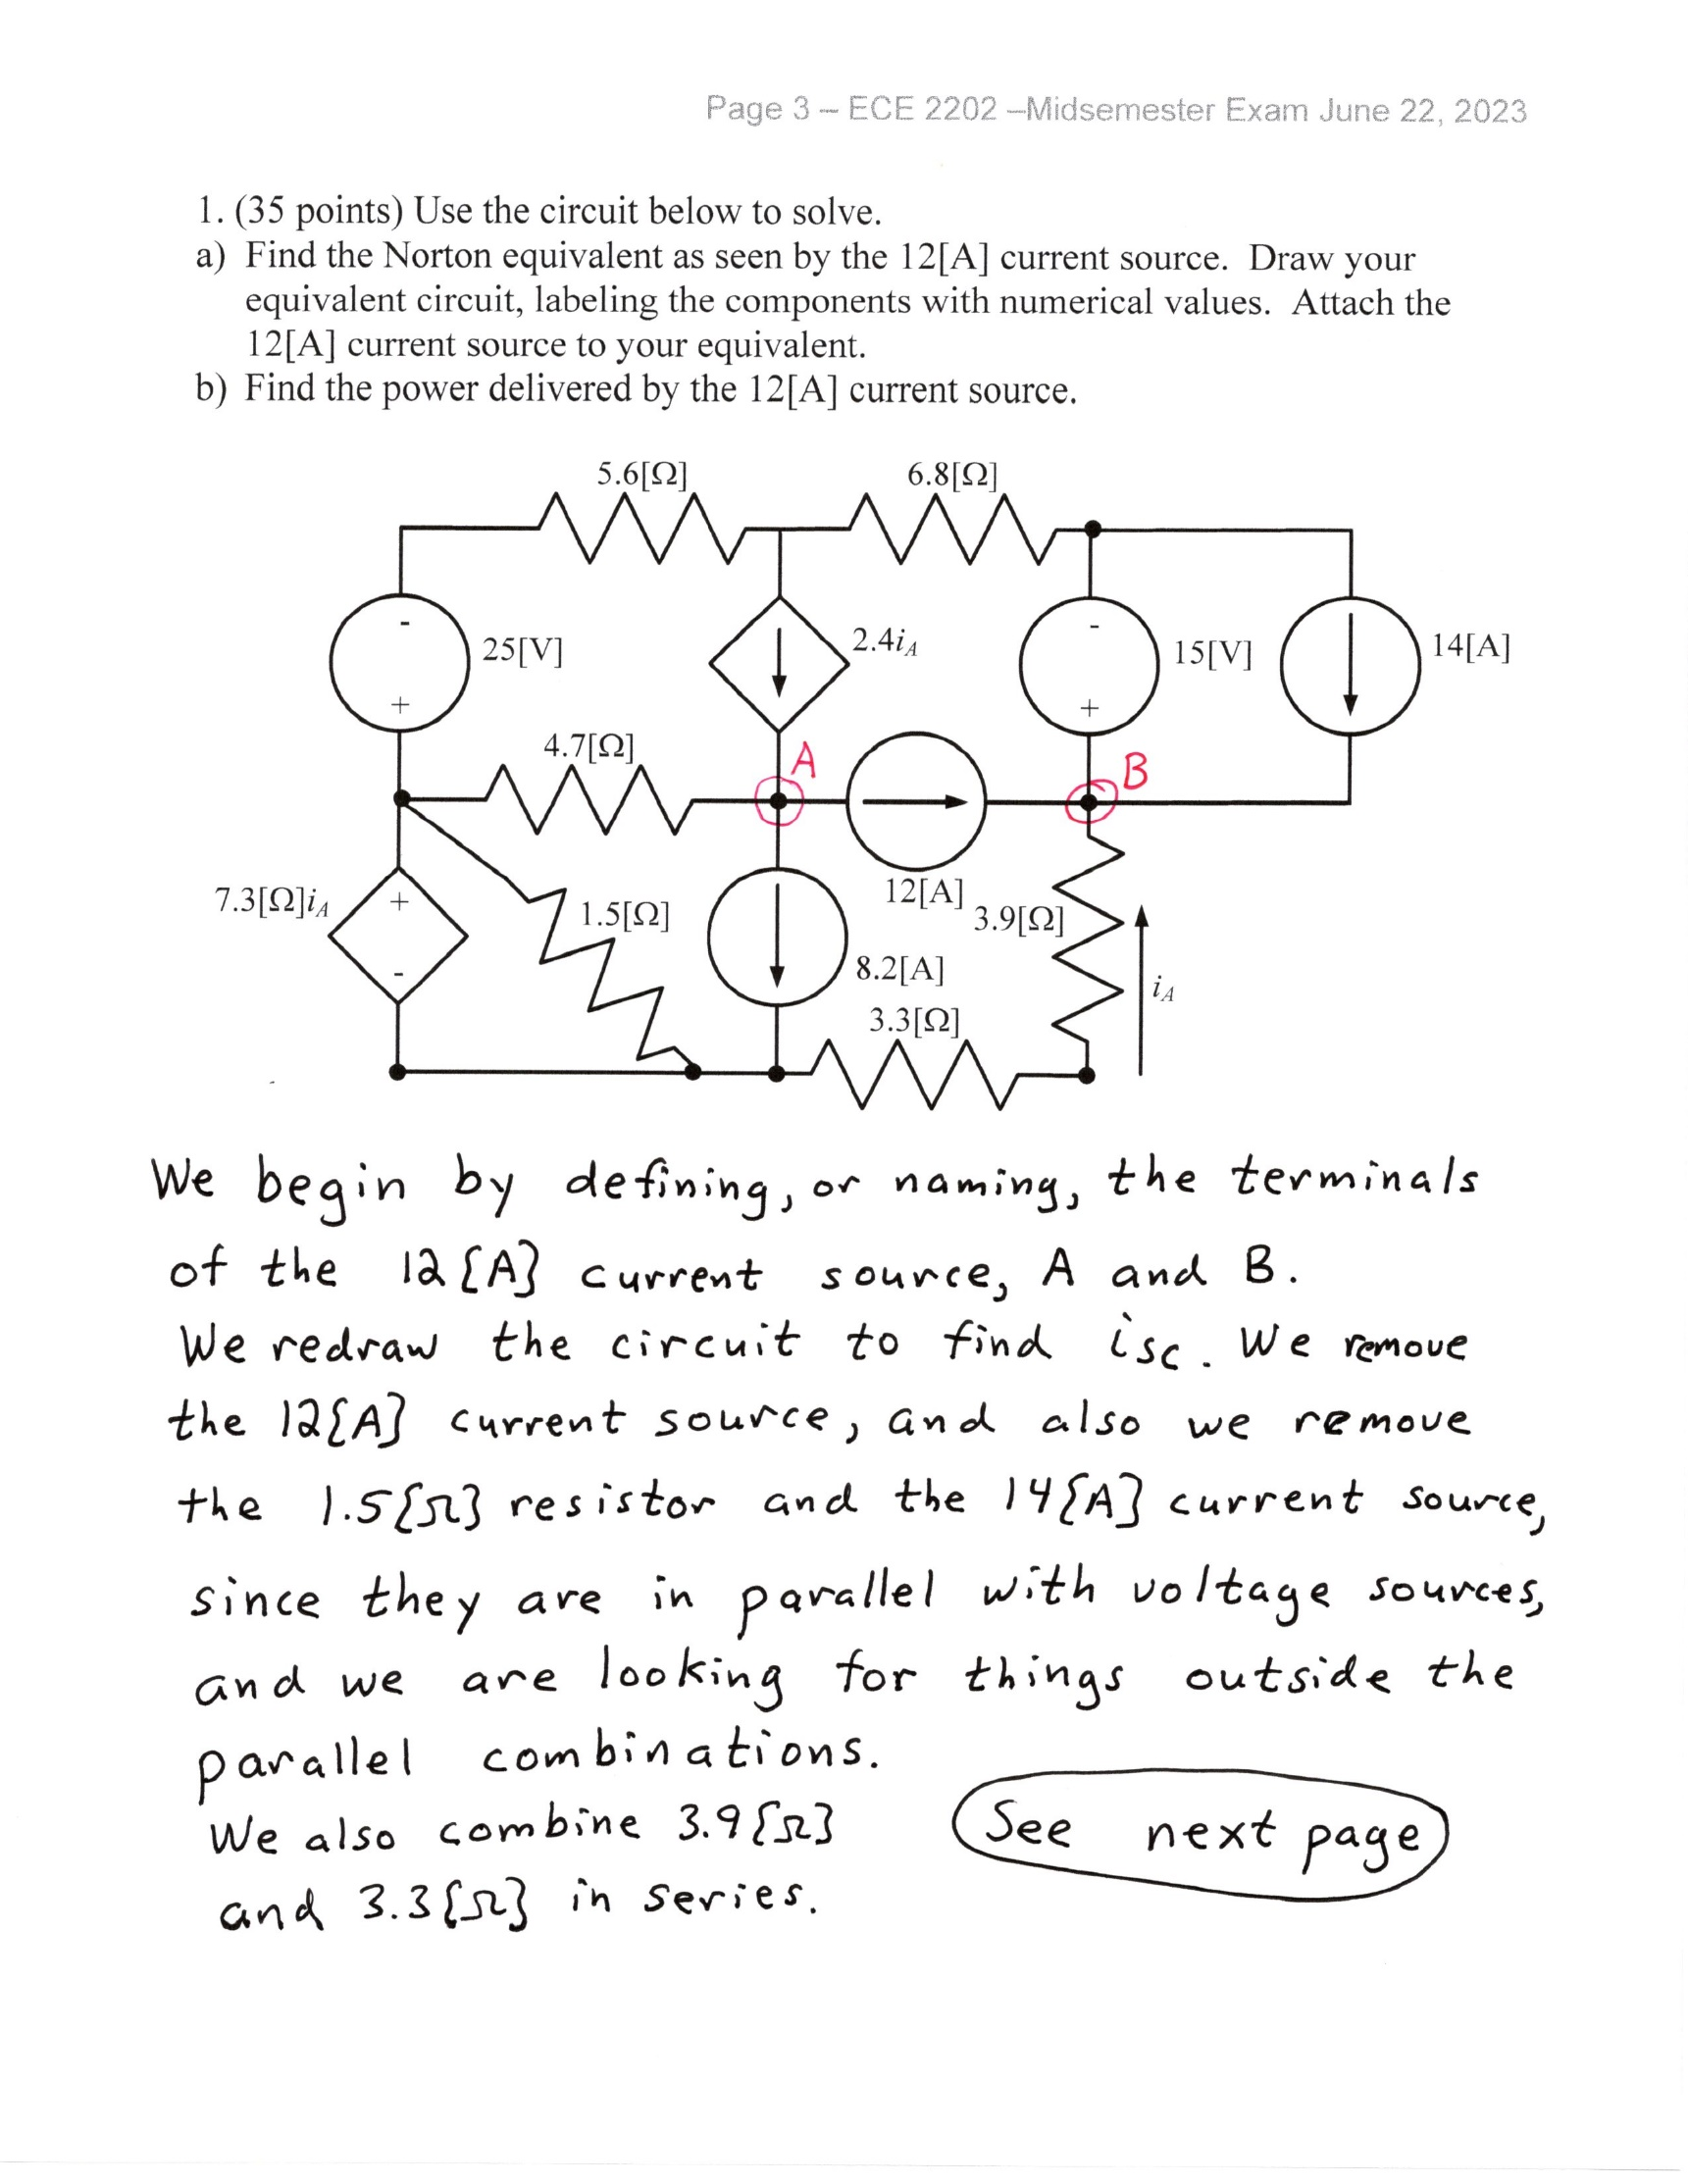 Page 3 – ECE 2202 –Midsemester Exam June 22, 2023
1. (35 points) Use the circuit below to solve.
a) Find the Norton equivalent as seen by the 12[A] current source. Draw your
equivalent circuit, labeling the components with numerical values. Attach the
12[A] current source to your equivalent.
b) Find the power delivered by the 12[A] current source.
5.6[Ω]
6.8[Ω]
-
25[V]
+
2.4iA
-
15[V]
+
14[A]
4.7[Ω]
A
B
12[A]
7.3[Ω]iA
+
-
1.5[Ω]
3.9[Ω]
8.2[A]
iA
3.3[Ω]
We begin by defining, or naming, the terminals
of the 12[A] current source, A and B.
We redraw the circuit to find isc. We remove
the 12[A] current source, and also we remove
the 1.5[Ω] resistor and the 14[A] current source,
since they are in parallel with voltage sources,
and we are looking for things outside the
parallel combinations.
We also combine 3.9[Ω]
and 3.3[Ω] in series.
See next page